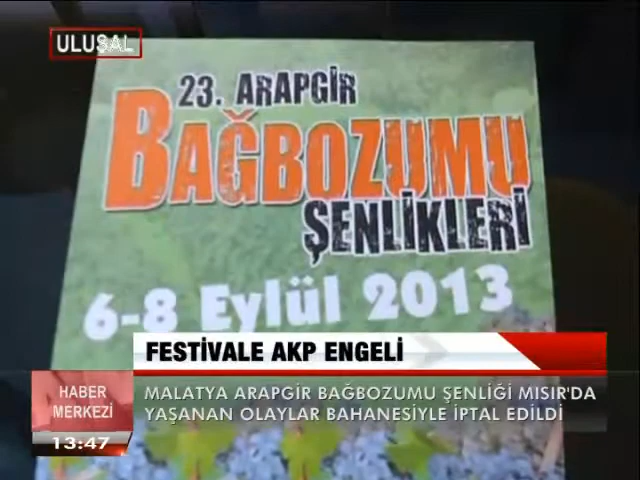 ULUSAL
23. ARAPGİR
BAĞBOZUMU
ŞENLİKLERİ
6-8 Eylül 2013
FESTİVALE AKP ENGELİ
HABER
MERKEZİ
MALATYA ARAPGİR BAĞBOZUMU ŞENLİĞİ MISIR'DA
YAŞANAN OLAYLAR BAHANESİYLE İPTAL EDİLDİ
13:47